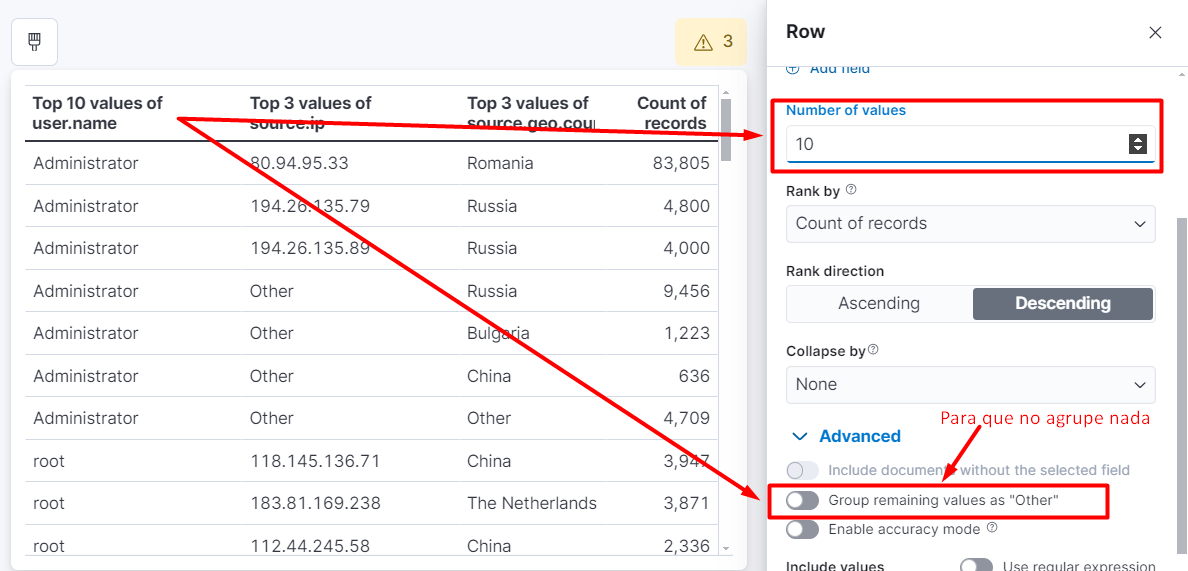 3
Top 10 values of user.name
Top 3 values of source.ip
Top 3 values of source.geo.cou
Count of records
Administrator 80.94.95.33 Romania 83,805
Administrator 194.26.135.79 Russia 4,800
Administrator 194.26.135.89 Russia 4,000
Administrator Other Russia 9,456
Administrator Other Bulgaria 1,223
Administrator Other China 636
Administrator Other Other 4,709
root 118.145.136.71 China 3,947
root 183.81.169.238 The Netherlands 3,871
root 112.44.245.58 China 2,336
Row
Add field
Number of values
10
Rank by
Count of records
Rank direction
Ascending Descending
Collapse by
None
Para que no agrupe nada
Advanced
Include documents without the selected field
Group remaining values as "Other"
Enable accuracy mode
Include values Use regular expression